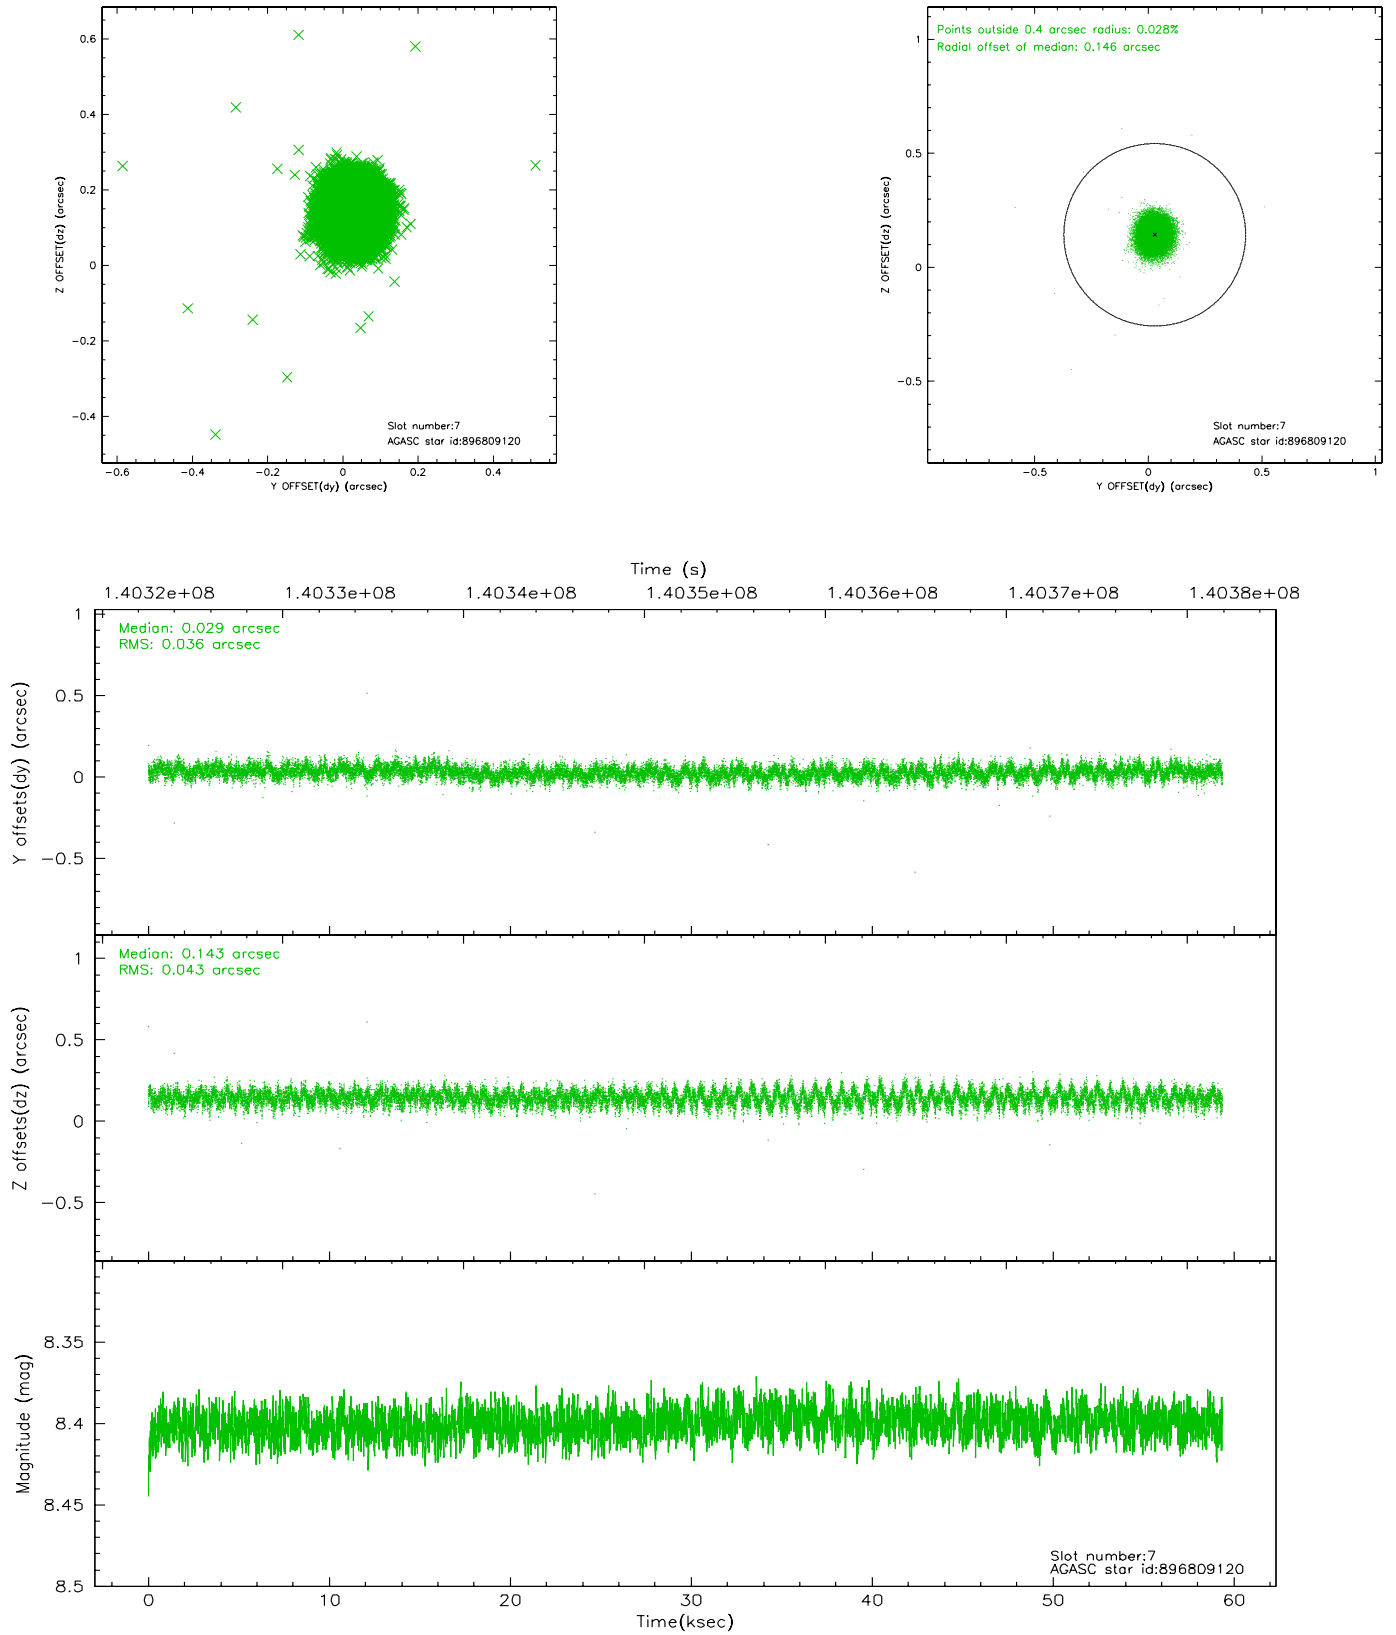 0.6
0.4
0.2
0
−0.2
−0.4
Z OFFSET(dz) (arcsec)
−0.6
−0.4
−0.2
0
0.2
0.4
Y OFFSET(dy) (arcsec)
Slot number:7
AGASC star id:896809120
Points outside 0.4 arcsec radius: 0.028%
Radial offset of median: 0.146 arcsec
1
0.5
0
−0.5
Z OFFSET(dz) (arcsec)
−0.5
0
0.5
1
Y OFFSET(dy) (arcsec)
Slot number:7
AGASC star id:896809120
Time (s)
1.4032e+08
1.4033e+08
1.4034e+08
1.4035e+08
1.4036e+08
1.4037e+08
1.4038e+08
Median: 0.029 arcsec
RMS: 0.036 arcsec
1
0.5
0
−0.5
Y offsets(dy) (arcsec)
Median: 0.143 arcsec
RMS: 0.043 arcsec
1
0.5
0
−0.5
Z offsets(dz) (arcsec)
8.35
8.4
8.45
8.5
Magnitude (mag)
Slot number:7
AGASC star id:896809120
0
10
20
30
40
50
60
Time(ksec)